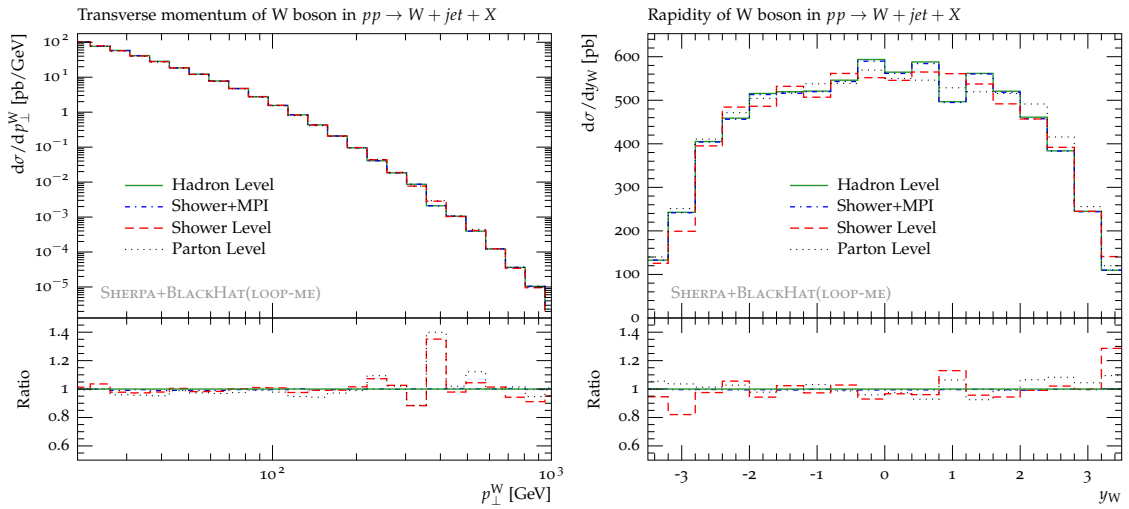 Transverse momentum of W boson in pp → W + jet + X
dσ/dp⊥^W [pb/GeV]
10²
10¹
1
10⁻¹
10⁻²
10⁻³
10⁻⁴
10⁻⁵
Hadron Level
Shower+MPI
Shower Level
Parton Level
SHERPA+BLACKHAT(LOOP-ME)
Ratio
1.4
1.2
1
0.8
0.6
10²
10³
p⊥^W [GeV]
Rapidity of W boson in pp → W + jet + X
dσ/dy_W [pb]
600
500
400
300
200
100
0
Hadron Level
Shower+MPI
Shower Level
Parton Level
SHERPA+BLACKHAT(LOOP-ME)
Ratio
1.4
1.2
1
0.8
0.6
-3 -2 -1 0 1 2 3
y_W